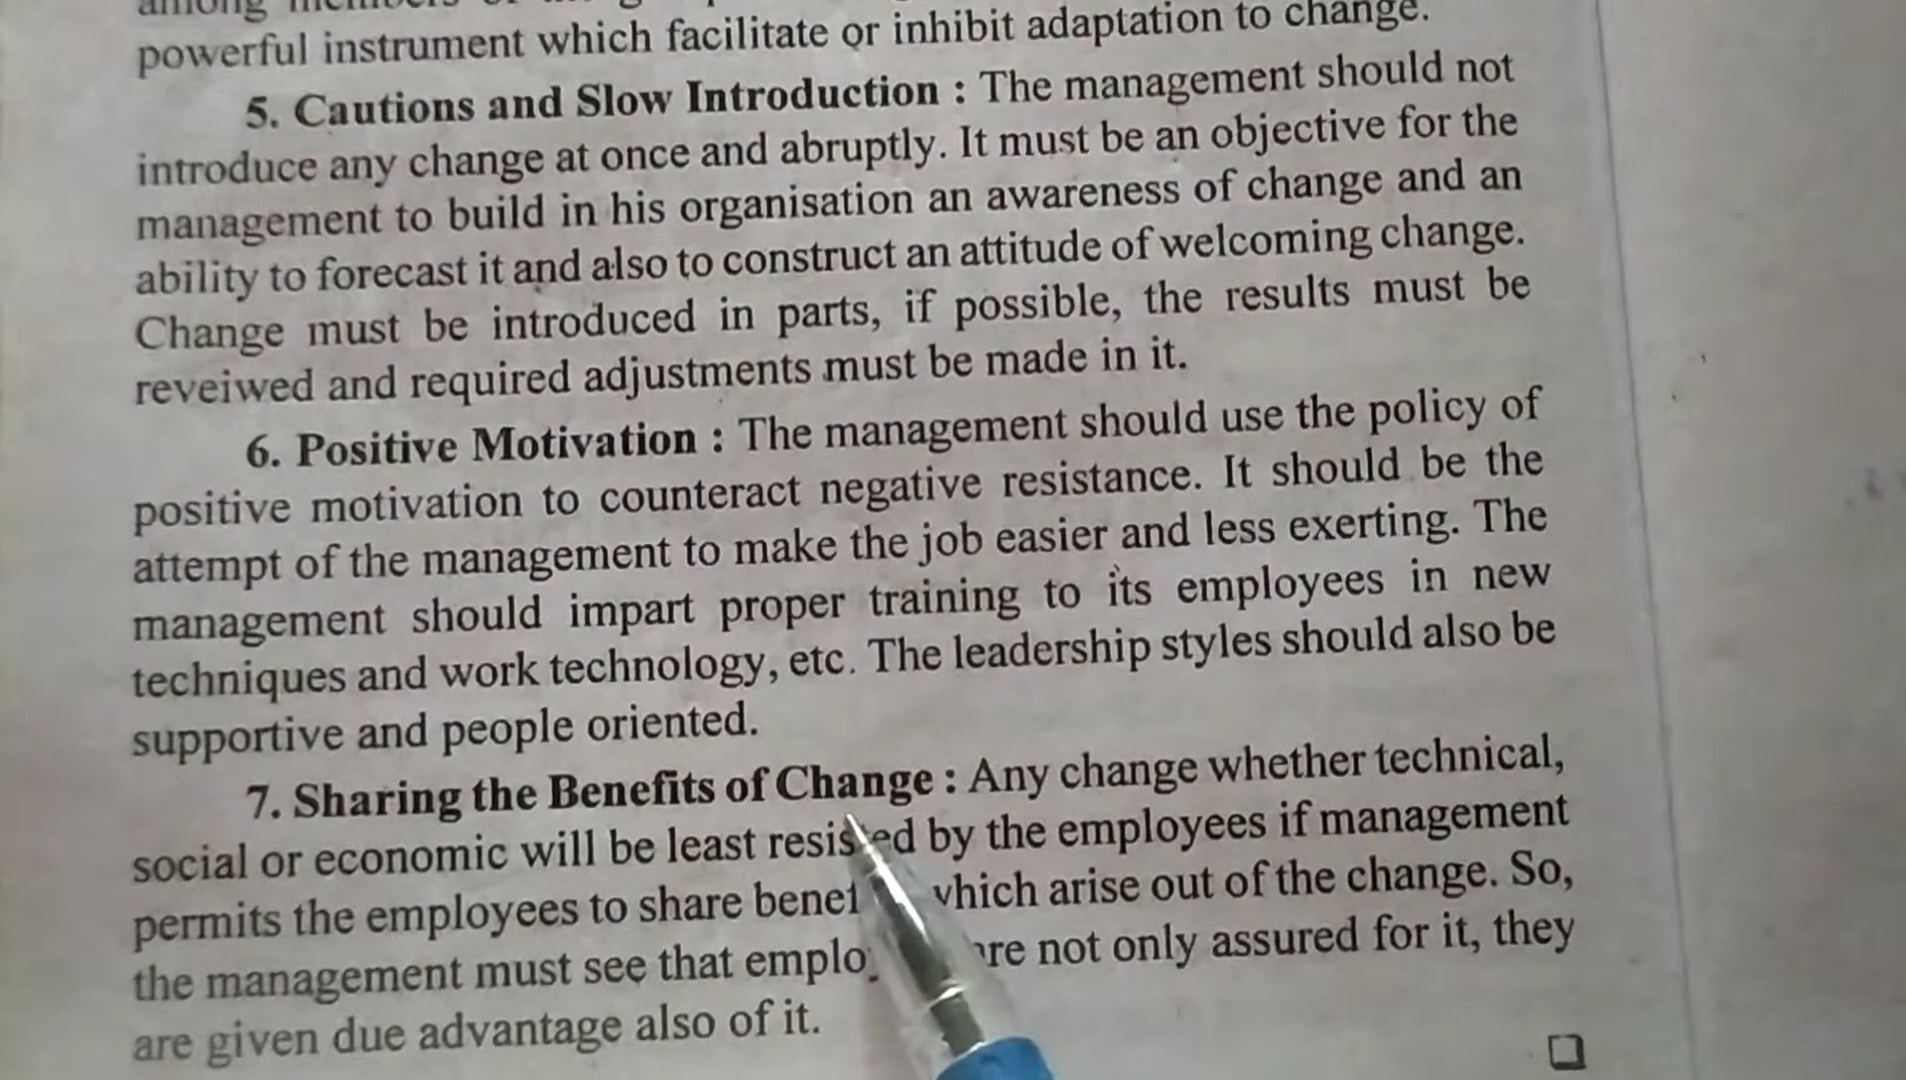 powerful instrument which facilitate or inhibit adaptation to change.
5. Cautions and Slow Introduction : The management should not
introduce any change at once and abruptly. It must be an objective for the
management to build in his organisation an awareness of change and an
ability to forecast it and also to construct an attitude of welcoming change.
Change must be introduced in parts, if possible, the results must be
reveiwed and required adjustments must be made in it.
6. Positive Motivation : The management should use the policy of
positive motivation to counteract negative resistance. It should be the
attempt of the management to make the job easier and less exerting. The
management should impart proper training to its employees in new
techniques and work technology, etc. The leadership styles should also be
supportive and people oriented.
7. Sharing the Benefits of Change : Any change whether technical,
social or economic will be least resisted by the employees if management
permits the employees to share which arise out of the change. So,
the management must see that not only assured for it, they
are given due advantage also of it.